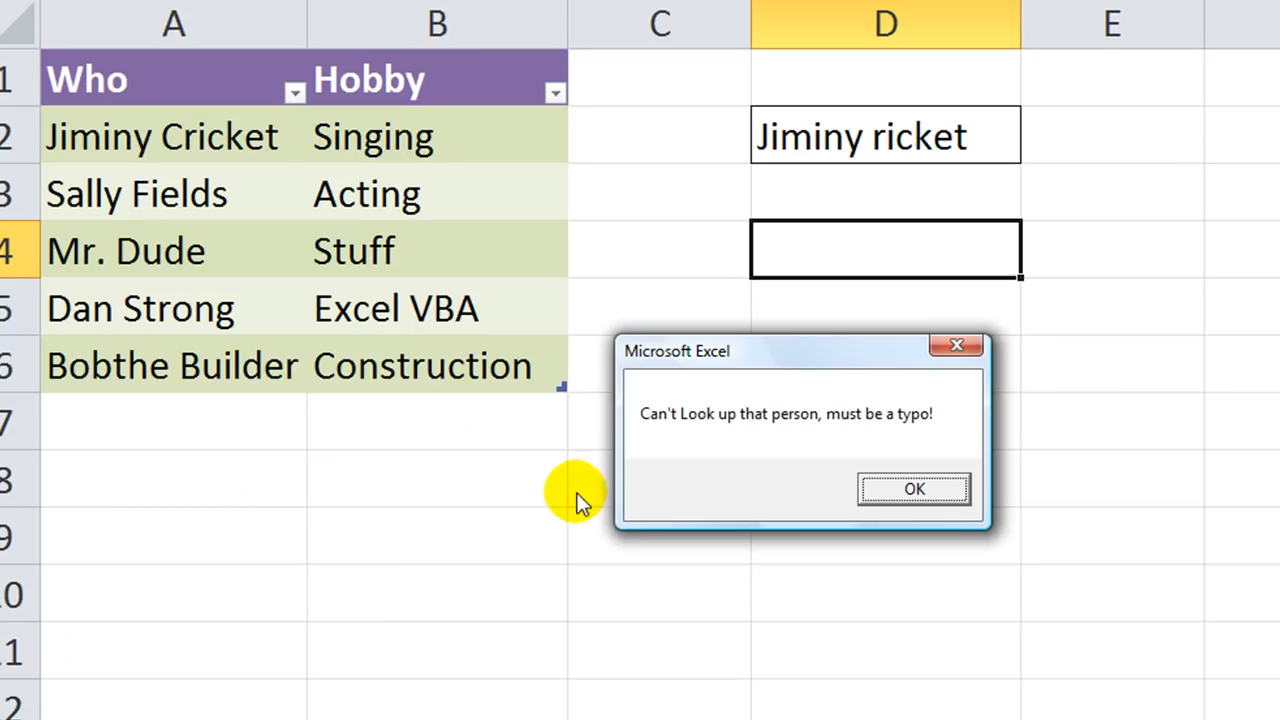 A B C D E
1 Who Hobby
2 Jiminy Cricket Singing Jiminy ricket
3 Sally Fields Acting
4 Mr. Dude Stuff
5 Dan Strong Excel VBA
6 Bobthe Builder Construction
Microsoft Excel
7
Can't Look up that person, must be a typo!
8
OK
9
10
11
12